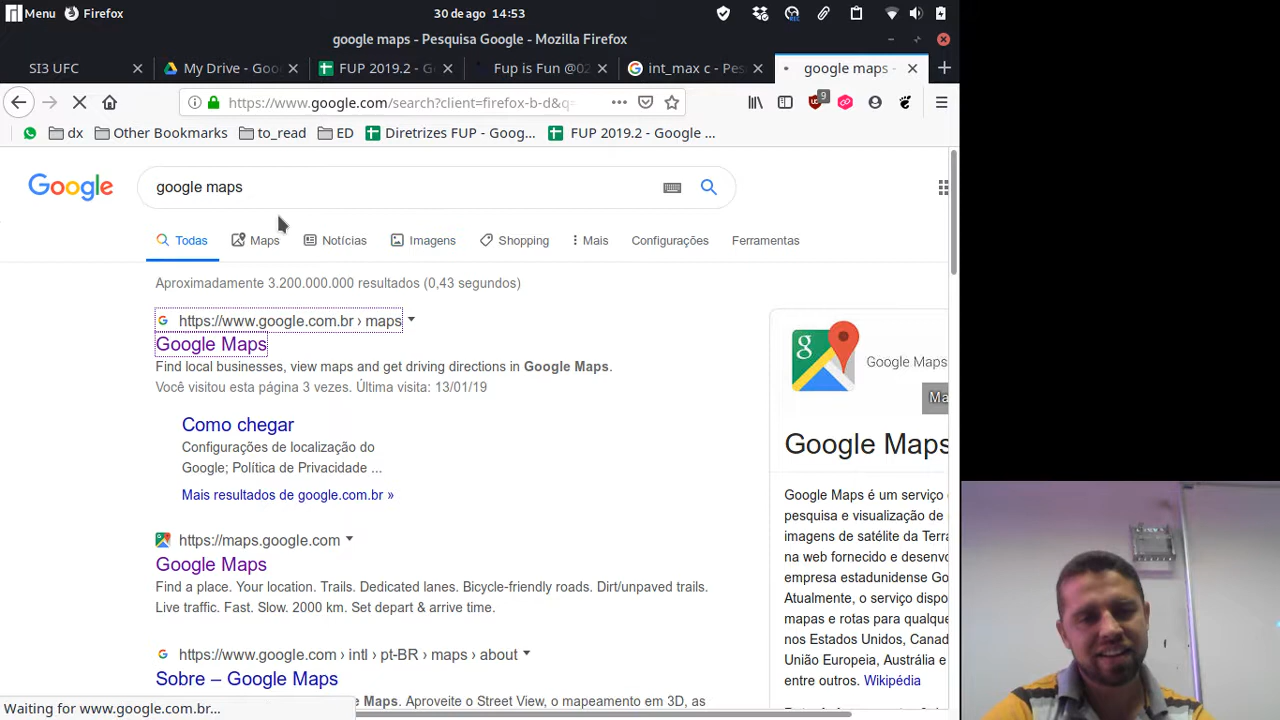 Menu Firefox 30 de ago 14:53
google maps - Pesquisa Google - Mozilla Firefox
SI3 UFC My Drive - Goo FUP 2019.2 - G Fup is Fun @02 int_max c - Pes google maps -
https://www.google.com/search?client=firefox-b-d&q= 9
dx Other Bookmarks to_read ED Diretrizes FUP - Goog... FUP 2019.2 - Google ...
Google google maps
Todas Maps Notícias Imagens Shopping Mais Configurações Ferramentas
Aproximadamente 3.200.000.000 resultados (0,43 segundos)
https://www.google.com.br › maps
Google Maps
Find local businesses, view maps and get driving directions in Google Maps.
Você visitou esta página 3 vezes. Última visita: 13/01/19
Como chegar
Configurações de localização do
Google; Política de Privacidade ...
Mais resultados de google.com.br »
https://maps.google.com
Google Maps
Find a place. Your location. Trails. Dedicated lanes. Bicycle-friendly roads. Dirt/unpaved trails.
Live traffic. Fast. Slow. 2000 km. Set depart & arrive time.
https://www.google.com › intl › pt-BR › maps › about
Sobre – Google Maps
Maps. Aproveite o Street View, o mapeamento em 3D, as
Waiting for www.google.com.br...
g Google Maps
Ma
Google Maps
Google Maps é um serviço
pesquisa e visualização de
imagens de satélite da Terra
na web fornecido e desenvo
empresa estadunidense Go
Atualmente, o serviço dispo
mapas e rotas para qualque
nos Estados Unidos, Canad
União Europeia, Austrália e
entre outros. Wikipédia